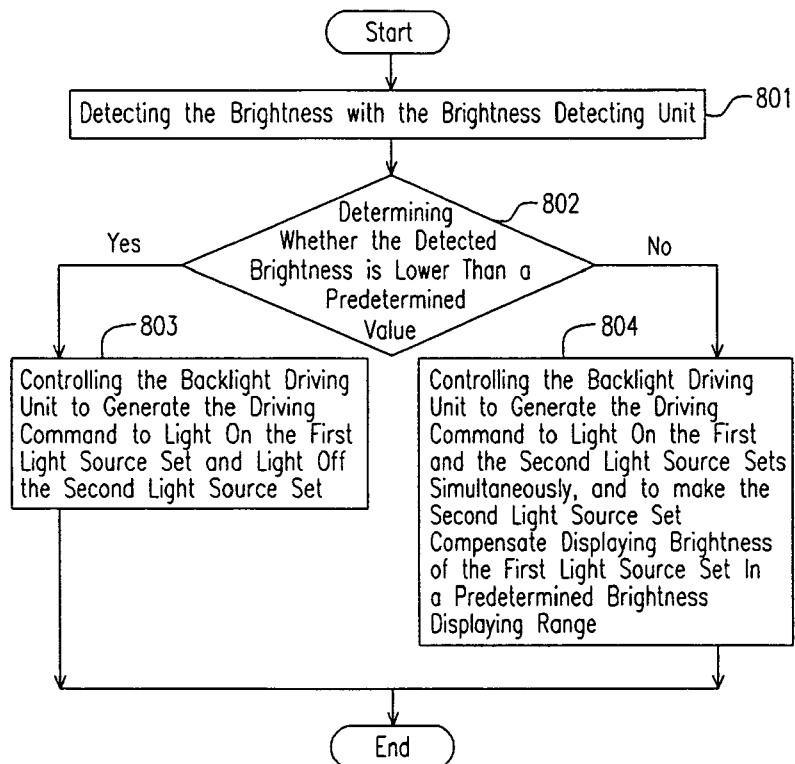 Start
Detecting the Brightness with the Brightness Detecting Unit
801
Determining
Whether the Detected
Brightness is Lower Than a
Predetermined
Value
802
Yes
No
803
Controlling the Backlight Driving
Unit to Generate the Driving
Command to Light On the First
Light Source Set and Light Off
the Second Light Source Set
804
Controlling the Backlight Driving
Unit to Generate the Driving
Command to Light On the First
and the Second Light Source Sets
Simultaneously, and to make the
Second Light Source Set
Compensate Displaying Brightness
of the First Light Source Set In
a Predetermined Brightness
Displaying Range
End